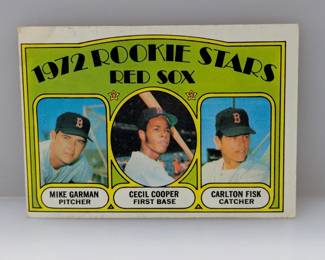 1972 ROOKIE STARS
RED SOX
B B B
MIKE GARMAN CECIL COOPER CARLTON FISK
PITCHER FIRST BASE CATCHER